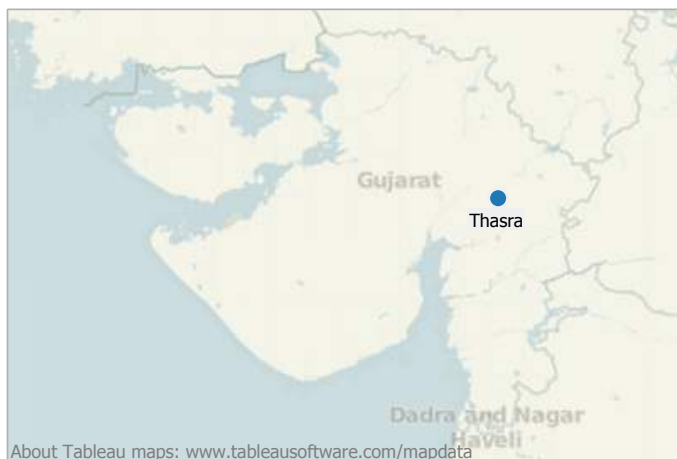 Gujarat
Thasra
Dadra and Nagar
Haveli
About Tableau maps: www.tableausoftware.com/mapdata